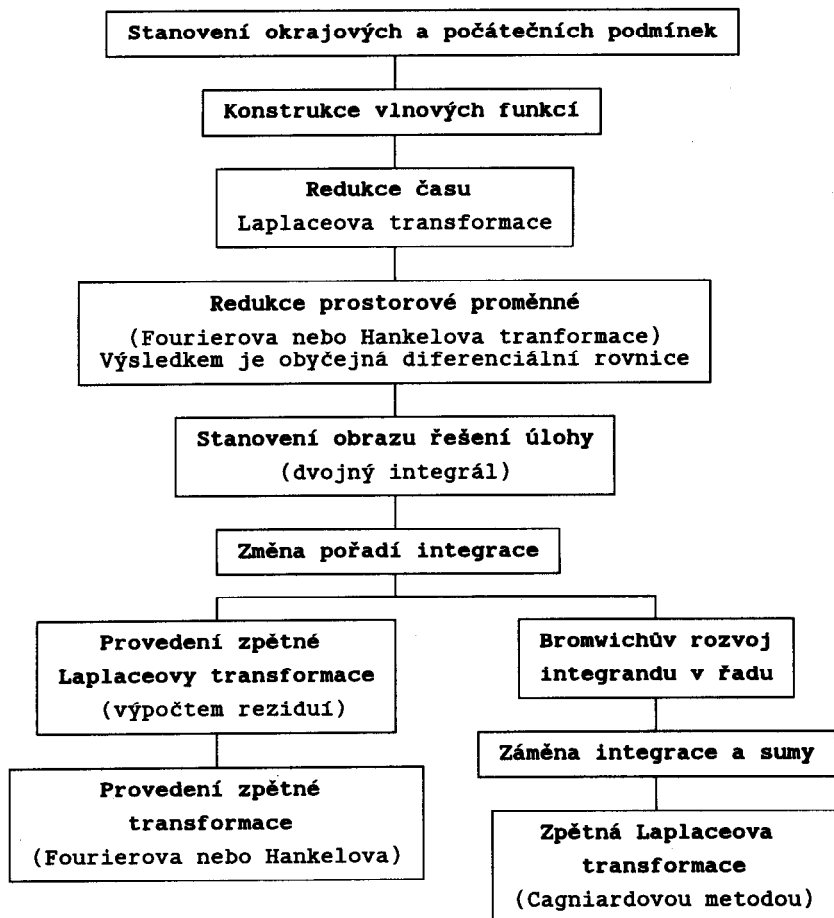 Stanovení okrajových a počátečních podmínek
Konstrukce vlnových funkcí
Redukce času
Laplaceova transformace
Redukce prostorové proměnné
(Fourierova nebo Hankelova tranformace)
Výsledkem je obyčejná diferenciální rovnice
Stanovení obrazu řešení úlohy
(dvojný integrál)
Změna pořadí integrace
Provedení zpětné
Laplaceovy transformace
(výpočtem reziduí)
Provedení zpětné
transformace
(Fourierova nebo Hankelova)
Bromwichův rozvoj
integrandu v řadu
Záměna integrace a sumy
Zpětná Laplaceova
transformace
(Cagniardovou metodou)